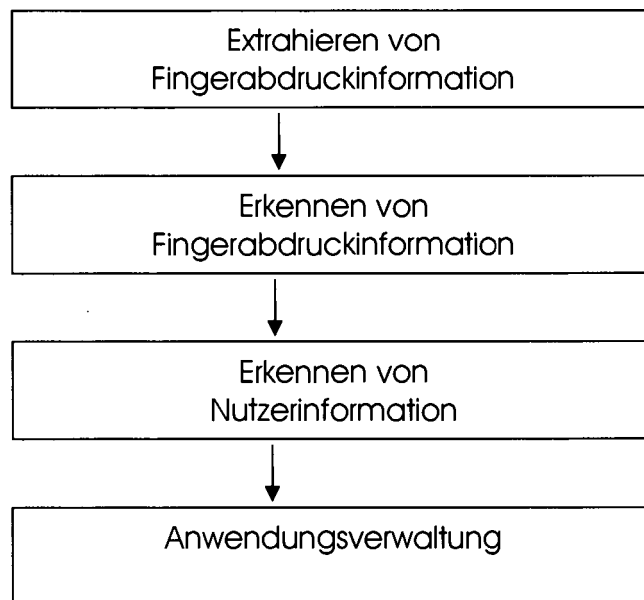 Extrahieren von
Fingerabdruckinformation
Erkennen von
Fingerabdruckinformation
Erkennen von
Nutzerinformation
Anwendungsverwaltung